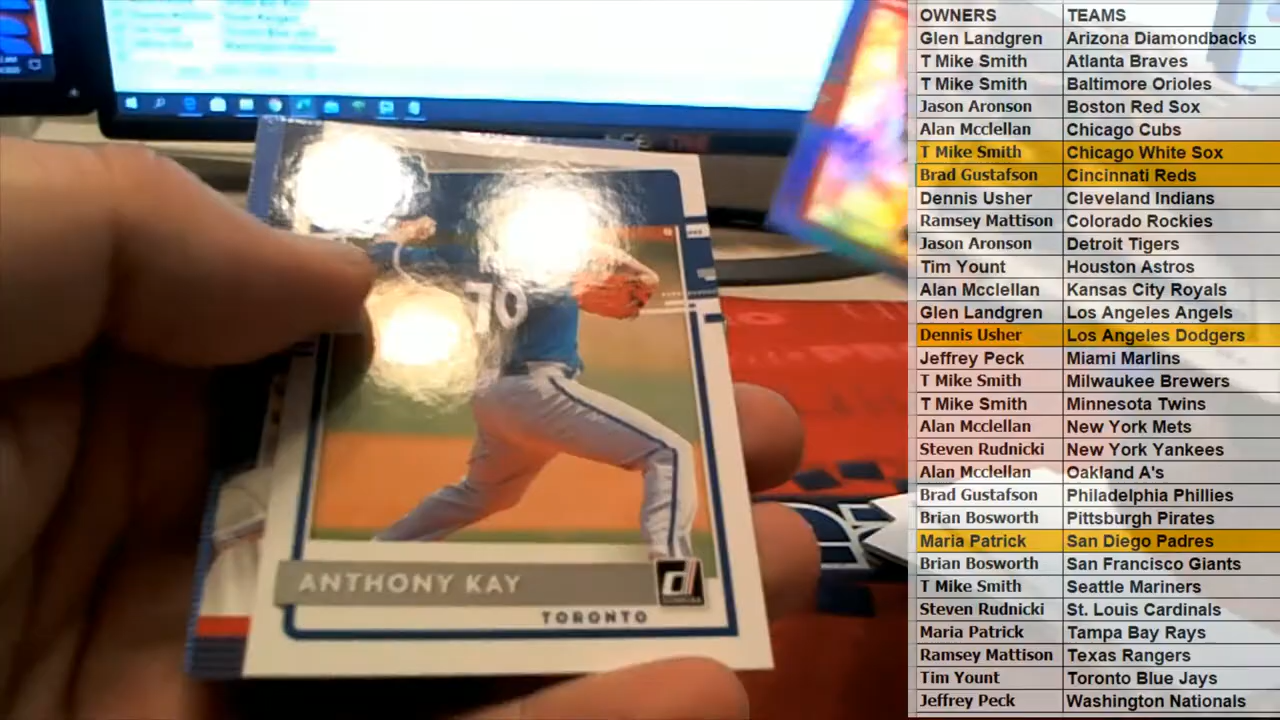 70
ANTHONY KAY
TORONTO
OWNERS TEAMS
Glen Landgren Arizona Diamondbacks
T Mike Smith Atlanta Braves
T Mike Smith Baltimore Orioles
Jason Aronson Boston Red Sox
Alan Mcclellan Chicago Cubs
T Mike Smith Chicago White Sox
Brad Gustafson Cincinnati Reds
Dennis Usher Cleveland Indians
Ramsey Mattison Colorado Rockies
Jason Aronson Detroit Tigers
Tim Yount Houston Astros
Alan Mcclellan Kansas City Royals
Glen Landgren Los Angeles Angels
Dennis Usher Los Angeles Dodgers
Jeffrey Peck Miami Marlins
T Mike Smith Milwaukee Brewers
T Mike Smith Minnesota Twins
Alan Mcclellan New York Mets
Steven Rudnicki New York Yankees
Alan Mcclellan Oakland A's
Brad Gustafson Philadelphia Phillies
Brian Bosworth Pittsburgh Pirates
Maria Patrick San Diego Padres
Brian Bosworth San Francisco Giants
T Mike Smith Seattle Mariners
Steven Rudnicki St. Louis Cardinals
Maria Patrick Tampa Bay Rays
Ramsey Mattison Texas Rangers
Tim Yount Toronto Blue Jays
Jeffrey Peck Washington Nationals